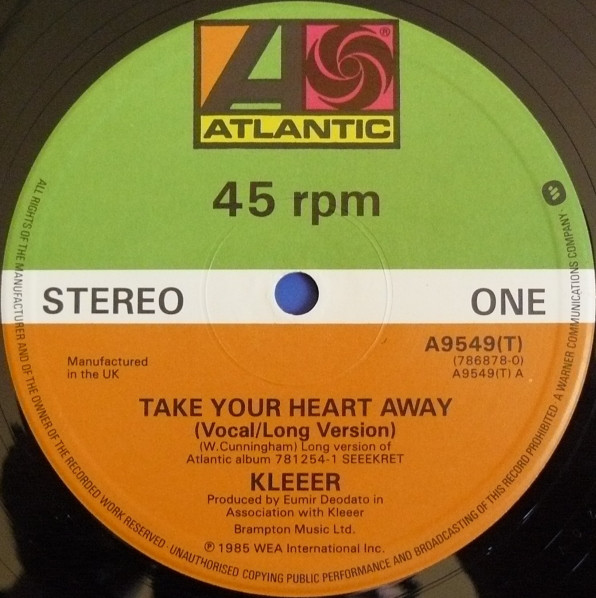 ATLANTIC
®
45 rpm
STEREO
ONE
A9549(T)
(786878-0)
A9549(T) A
Manufactured
in the UK
TAKE YOUR HEART AWAY
(Vocal/Long Version)
(W.Cunningham) Long version of
Atlantic album 781254-1 SEEEKRET
KLEEER
Produced by Eumir Deodato in
Association with Kleeer
Brampton Music Ltd.
℗ 1985 WEA International Inc.
ALL RIGHTS OF THE MANUFACTURER AND OF THE OWNER OF THE RECORDED WORK RESERVED · UNAUTHORISED COPYING PUBLIC PERFORMANCE AND BROADCASTING OF THIS RECORD PROHIBITED · A WARNER COMMUNICATIONS COMPANY ·